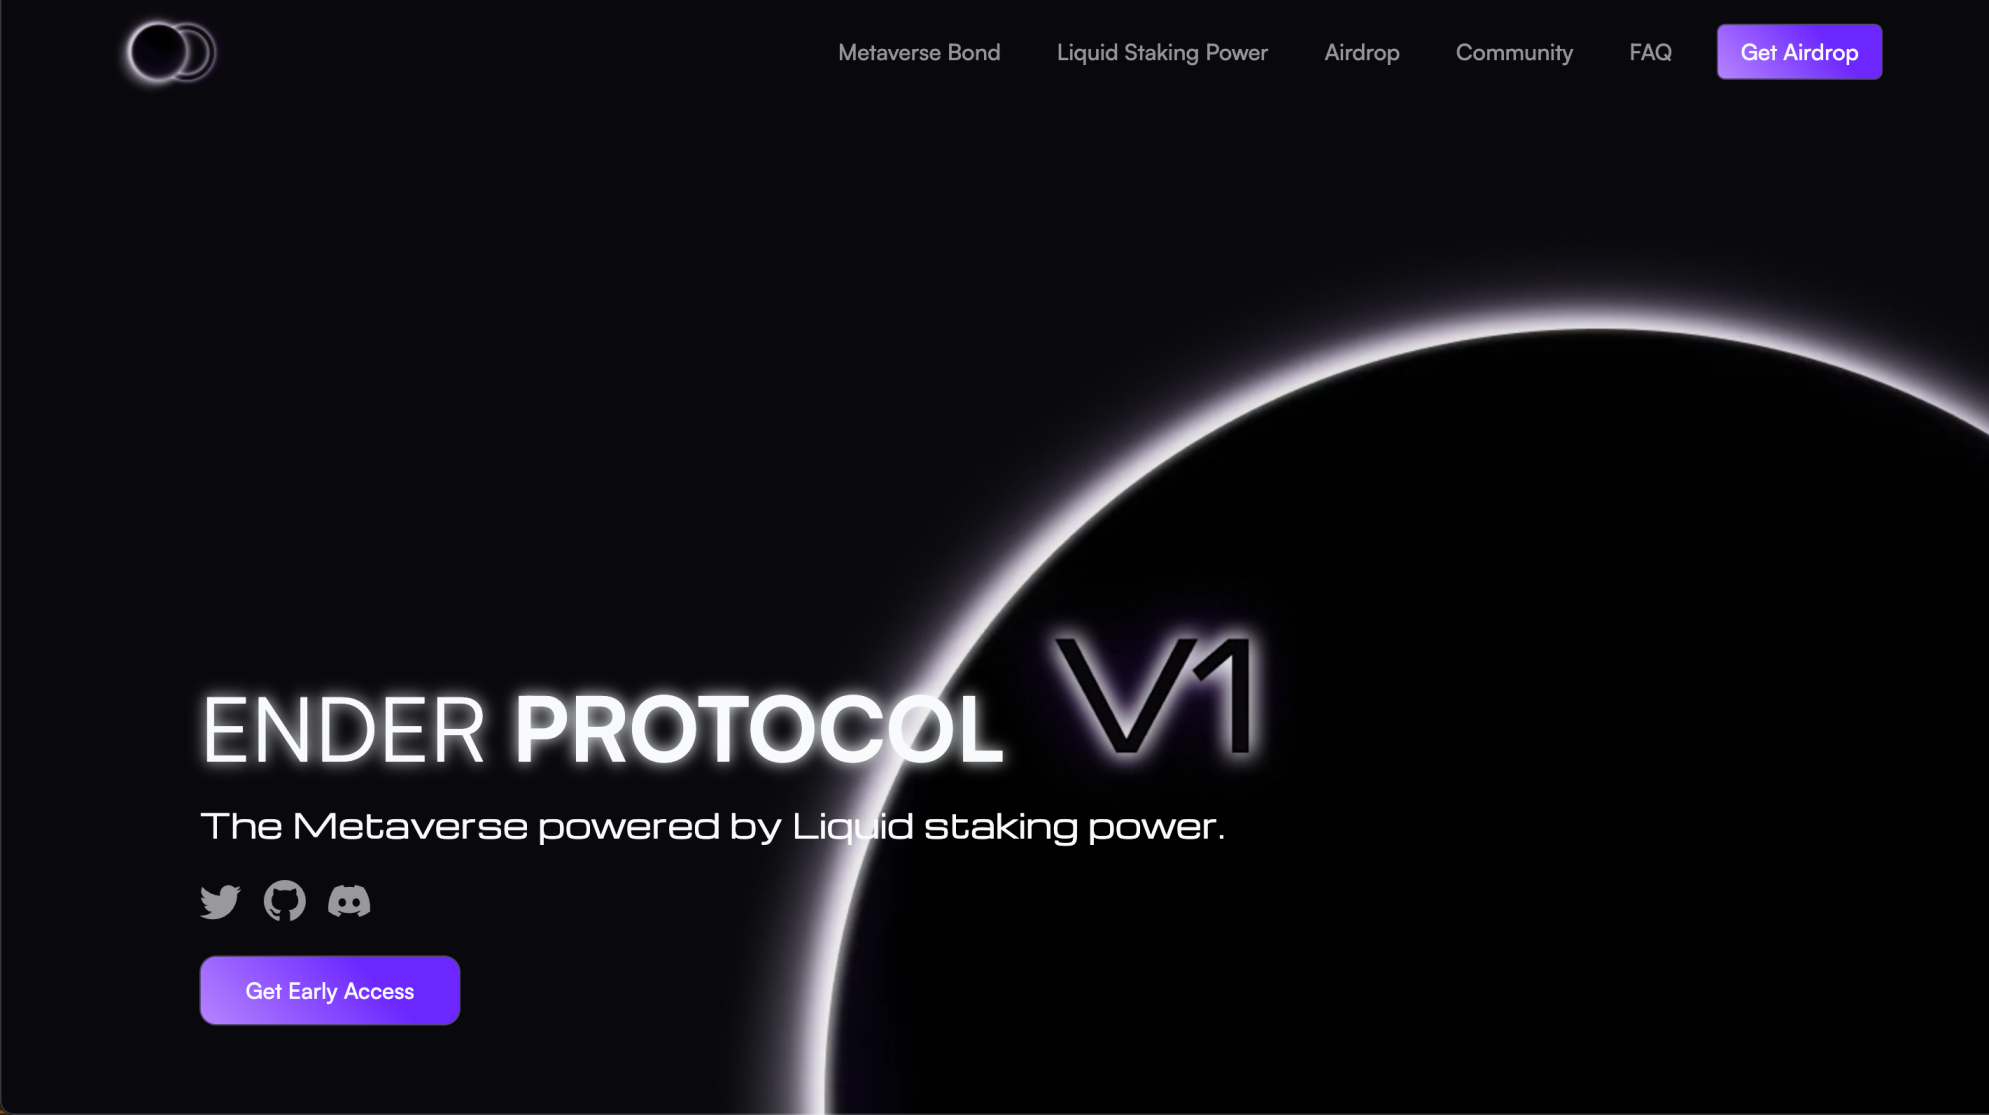 Metaverse Bond Liquid Staking Power Airdrop Community FAQ Get Airdrop
ENDER PROTOCOL V1
The Metaverse powered by Liquid staking power.
Get Early Access